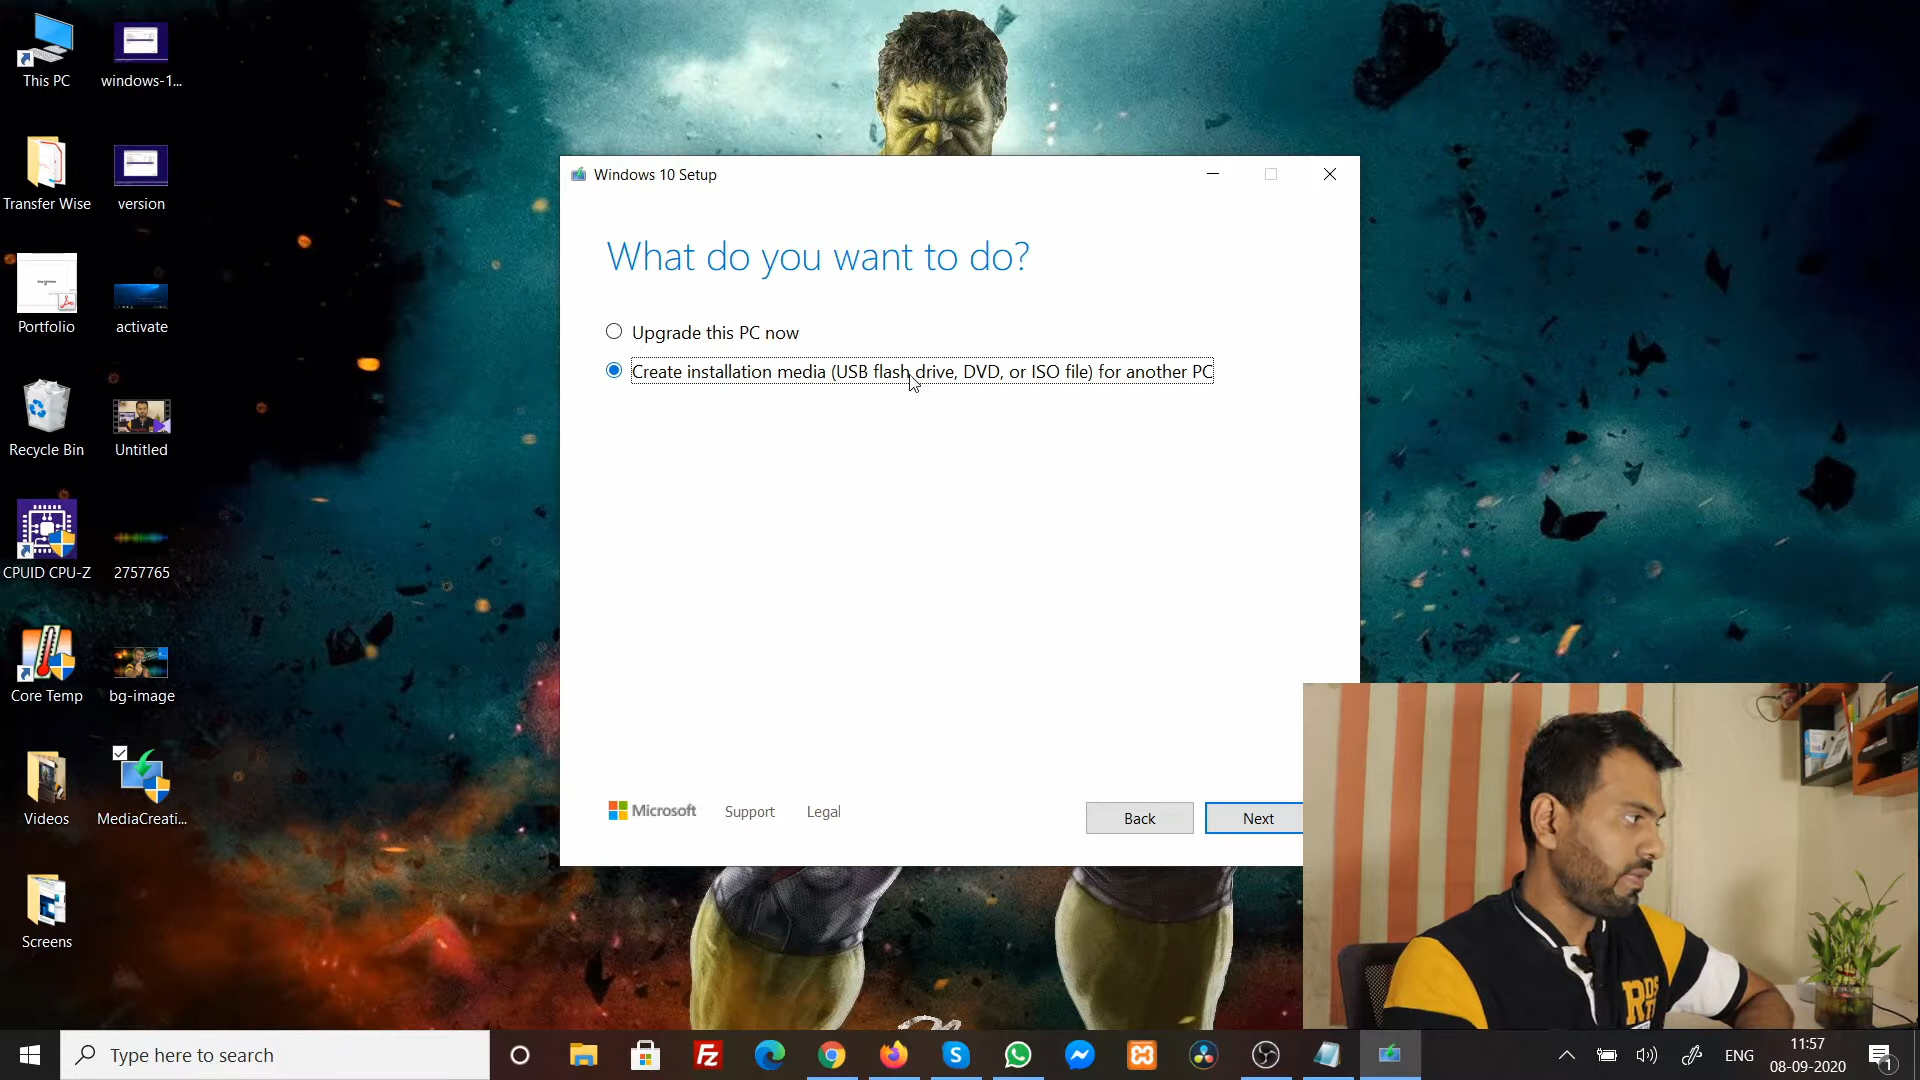 This PC
windows-1...
Transfer Wise
version
Portfolio
activate
Recycle Bin
Untitled
CPUID CPU-Z
2757765
Core Temp
bg-image
Videos
MediaCreati...
Screens
Windows 10 Setup
What do you want to do?
Upgrade this PC now
Create installation media (USB flash drive, DVD, or ISO file) for another PC
Microsoft
Support
Legal
Back
Next
Type here to search
ENG
11:57
08-09-2020
1